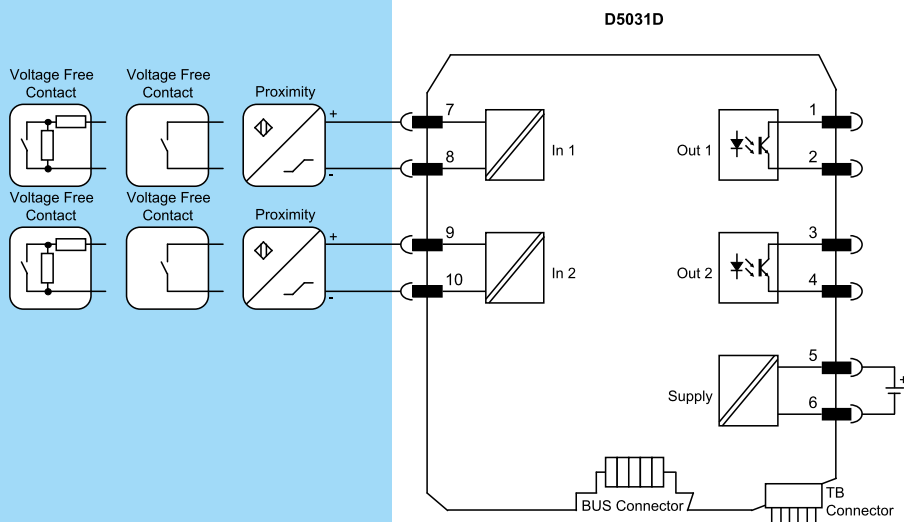 D5031D
Voltage Free
Contact
Voltage Free
Contact
Proximity
+
-
7
8
In 1
Out 1
1
2
Voltage Free
Contact
Voltage Free
Contact
Proximity
+
-
9
10
In 2
Out 2
3
4
Supply
5
6
+
BUS Connector
TB
Connector